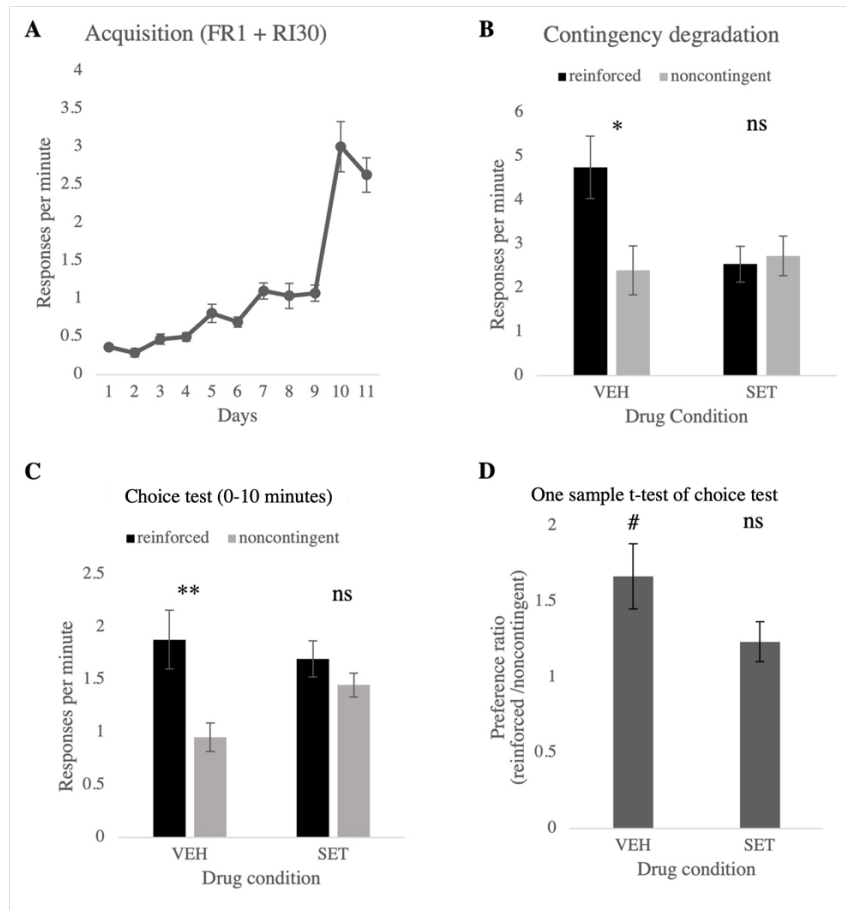 A
Acquisition (FR1 + RI30)
4
3.5
3
2.5
2
1.5
1
0.5
0
Responses per minute
1 2 3 4 5 6 7 8 9 10 11
Days
B
Contingency degradation
reinforced noncontingent
6
5
4
3
2
1
0
* ns
Responses per minute
VEH SET
Drug Condition
C
Choice test (0-10 minutes)
reinforced noncontingent
2.5
2
1.5
1
0.5
0
** ns
Responses per minute
VEH SET
Drug condition
D
One sample t-test of choice test
2
1.5
1
0.5
0
# ns
Preference ratio
(reinforced /noncontingent)
VEH SET
Drug condition